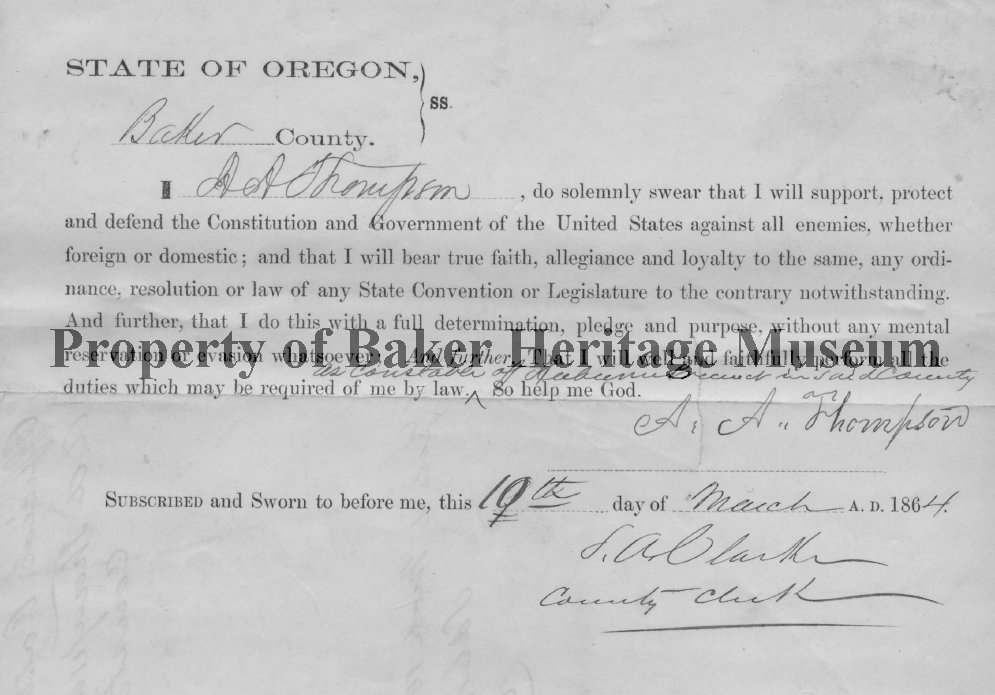 STATE OF OREGON,
ss.
Baker County.
I A A Thompson, do solemnly swear that I will support, protect
and defend the Constitution and Government of the United States against all enemies, whether
foreign or domestic; and that I will bear true faith, allegiance and loyalty to the same, any ordi-
nance, resolution or law of any State Convention or Legislature to the contrary notwithstanding.
And further, that I do this with a full determination, pledge and purpose, without any mental
Property of Baker Heritage Museum
reservation or evasion whatsoever; And further, That I will well and faithfully perform all the
as Constable of Auburn Precinct in said County
duties which may be required of me by law. ^ So help me God.
A. A. Thompson
SUBSCRIBED and Sworn to before me, this day of March A. D. 1864.
Clarke
County Clerk